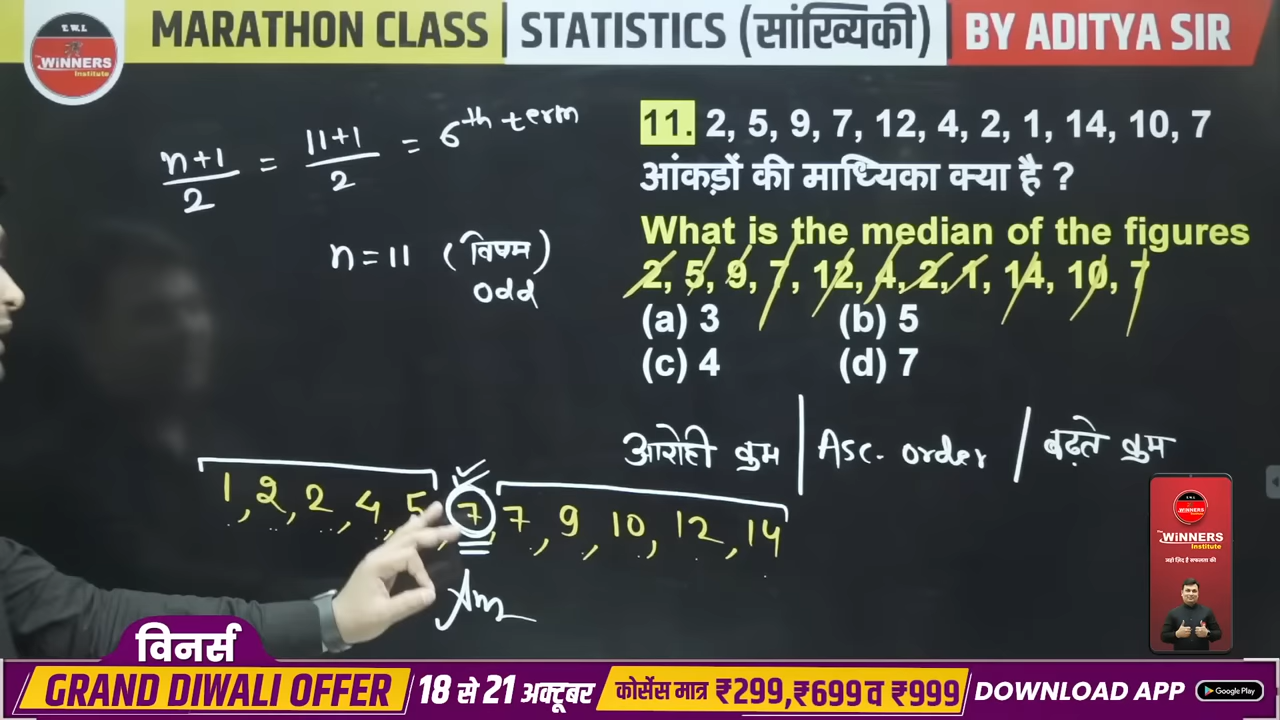 MARATHON CLASS | STATISTICS (सांख्यिकी) BY ADITYA SIR
E.W.L
WiNNERS
Institute
n+1/2 = 11+1/2 = 6th term
n = 11 (विषम)
odd
11. 2, 5, 9, 7, 12, 4, 2, 1, 14, 10, 7
आंकड़ों की माध्यिका क्या है ?
What is the median of the figures
2, 5, 9, 7, 12, 4, 2, 1, 14, 10, 7
(a) 3 (b) 5
(c) 4 (d) 7
आरोही क्रम | Asc. order / बढ़ते क्रम
1, 2, 2, 4, 5, 7, 7, 9, 10, 12, 14
Ans
WiNNERS
Institute
विनर्स
GRAND DIWALI OFFER 18 से 21 अक्टूबर कोर्सेस मात्र ₹299,₹699 व ₹999 DOWNLOAD APP Google Play